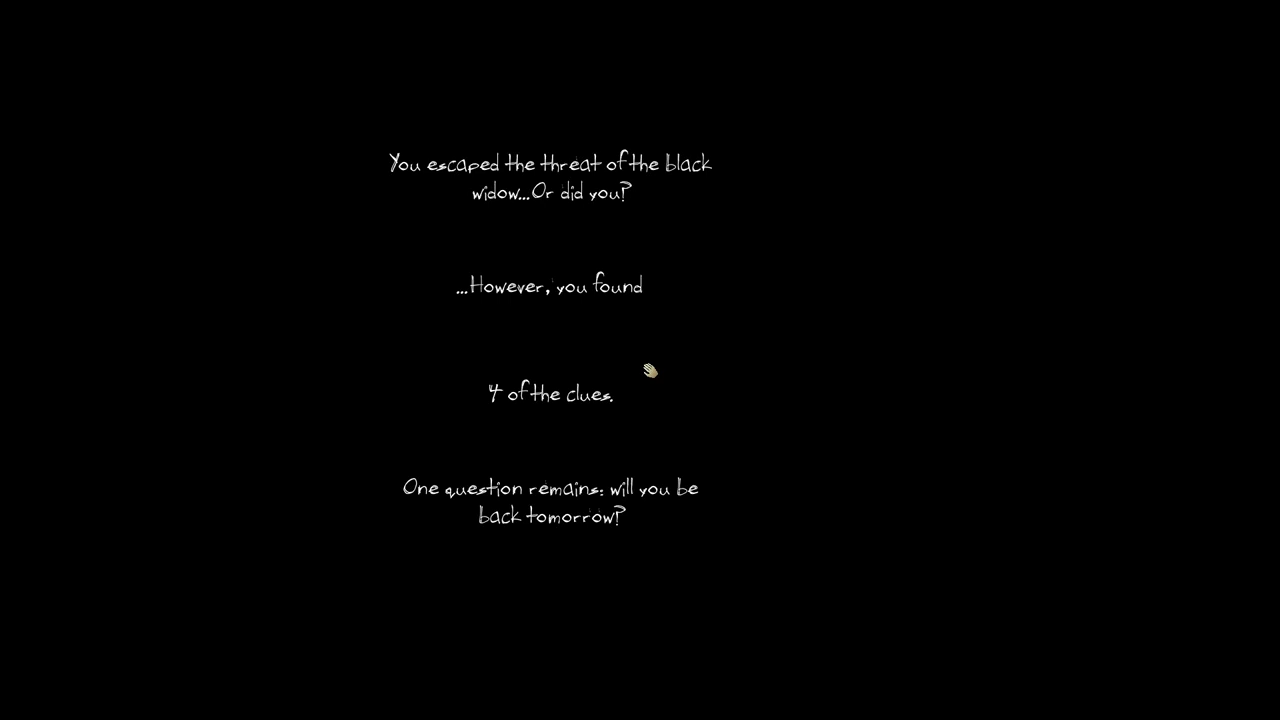 You escaped the threat of the black
widow...Or did you?
...However, you found
4 of the clues.
One question remains: will you be
back tomorrow?